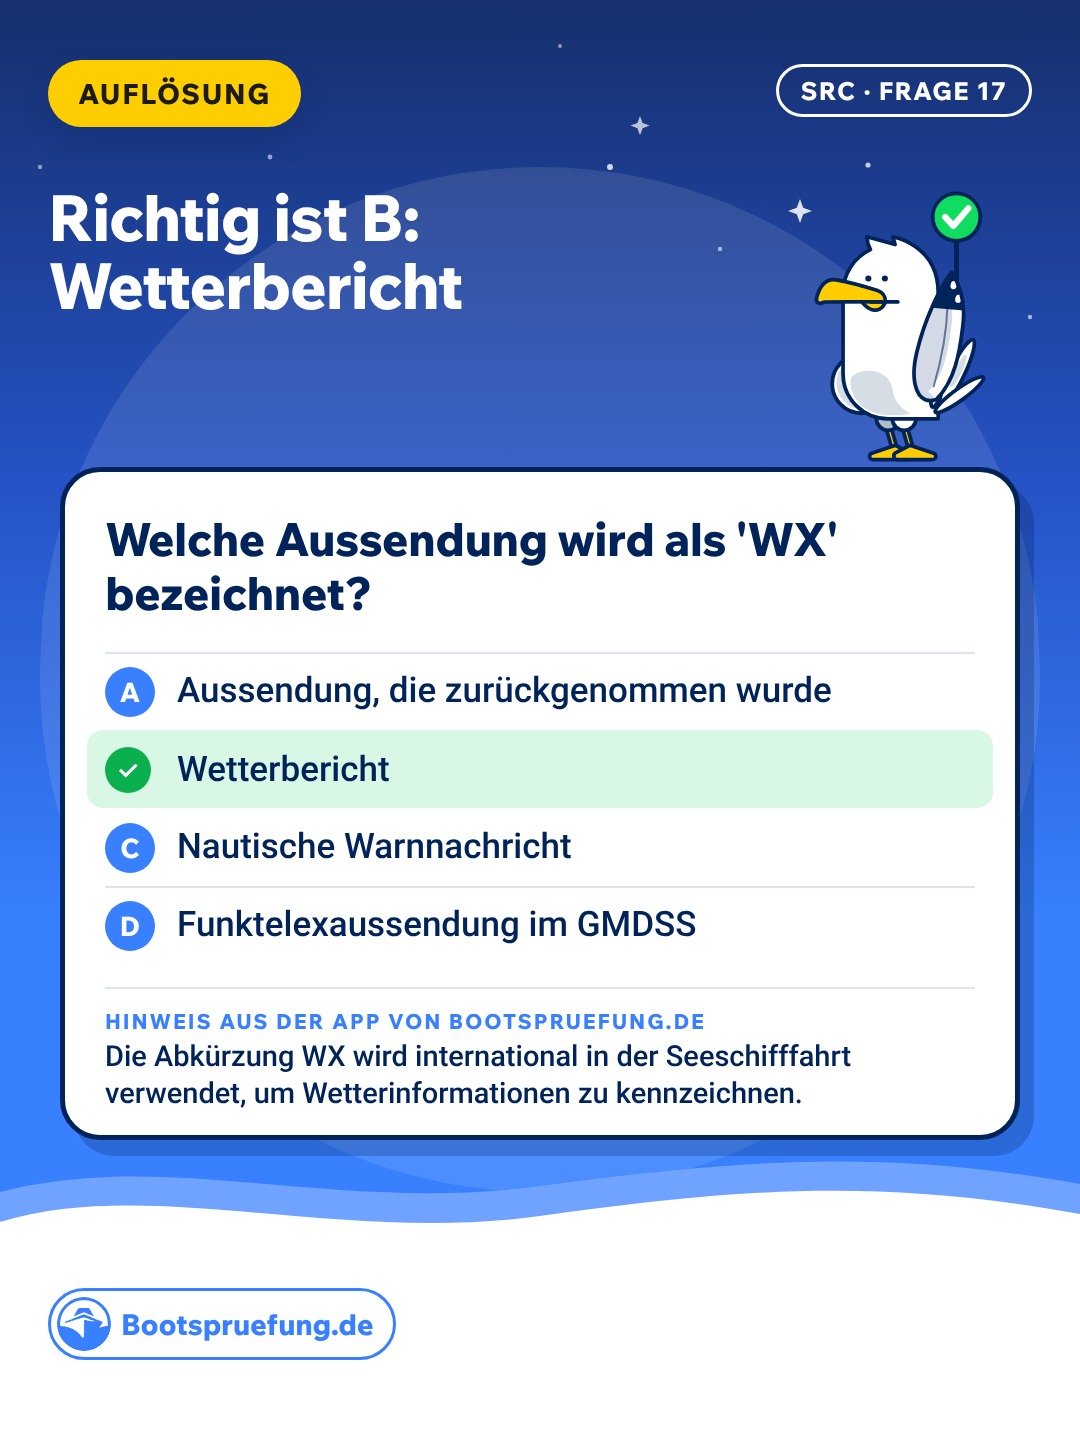 AUFLÖSUNG
SRC · FRAGE 17
Richtig ist B:
Wetterbericht
Welche Aussendung wird als 'WX'
bezeichnet?
A Aussendung, die zurückgenommen wurde
Wetterbericht
C Nautische Warnnachricht
D Funktelexaussendung im GMDSS
HINWEIS AUS DER APP VON BOOTSPRUEFUNG.DE
Die Abkürzung WX wird international in der Seeschifffahrt
verwendet, um Wetterinformationen zu kennzeichnen.
Bootspruefung.de